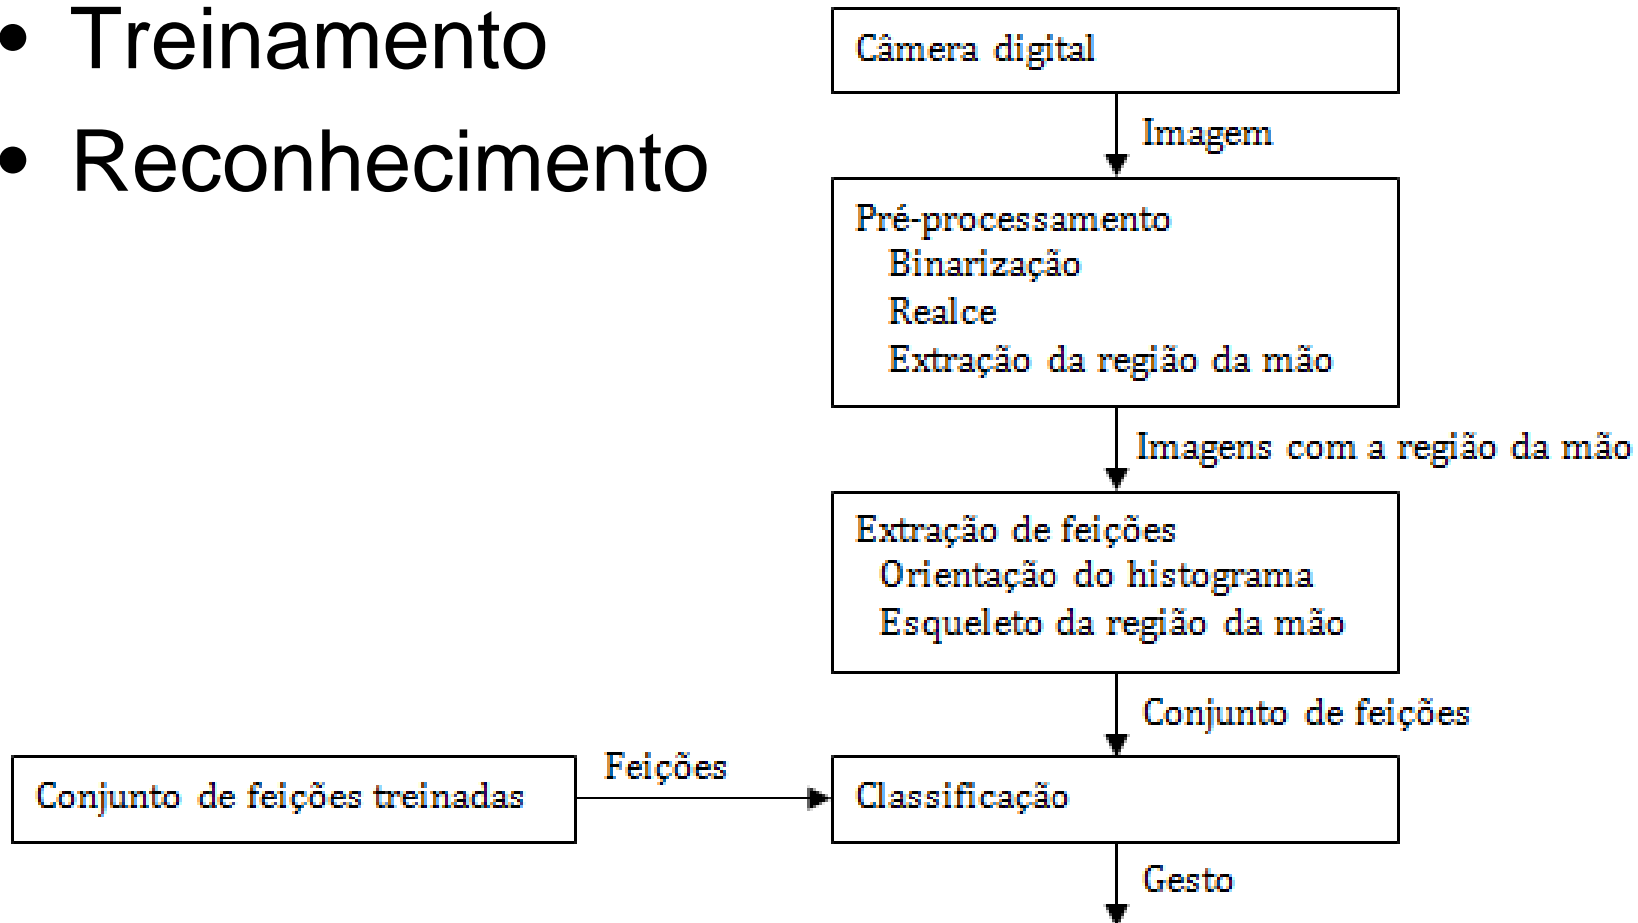 • Treinamento
• Reconhecimento
Câmera digital
Imagem
Pré-processamento
Binarização
Realce
Extração da região da mão
Imagens com a região da mão
Extração de feições
Orientação do histograma
Esqueleto da região da mão
Conjunto de feições
Conjunto de feições treinadas
Feições
Classificação
Gesto